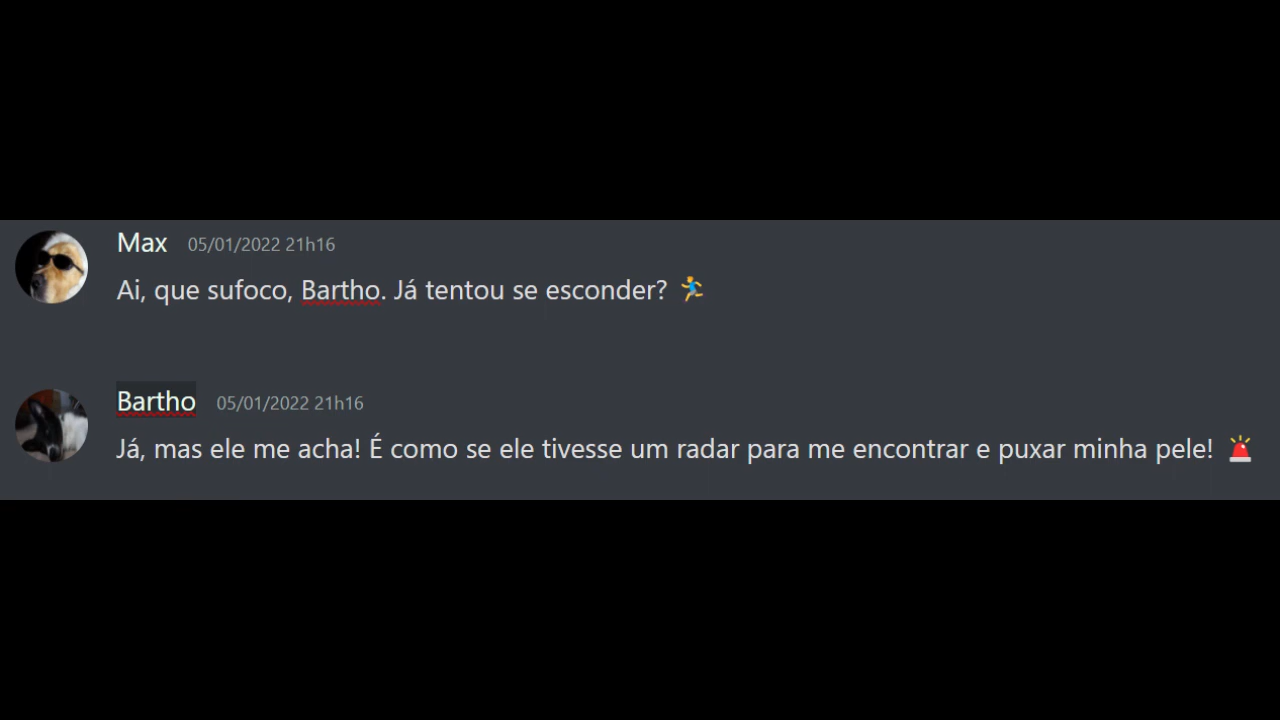 Max 05/01/2022 21h16
Ai, que sufoco, Bartho. Já tentou se esconder? 🏃
Bartho 05/01/2022 21h16
Já, mas ele me acha! É como se ele tivesse um radar para me encontrar e puxar minha pele! 🚨